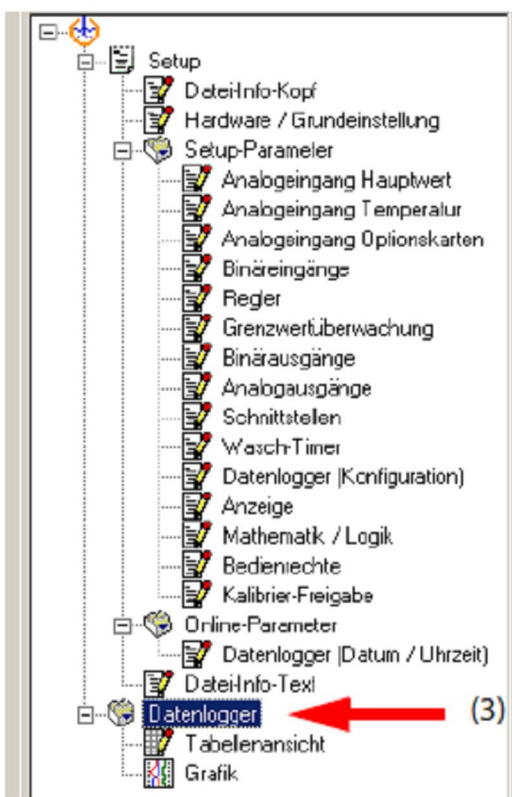 Setup
Datei-Info-Kopf
Hardware / Grundeinstellung
Setup-Parameter
Analogeingang Hauptwert
Analogeingang Temperatur
Analogeingang Optionskarten
Binäreingänge
Regler
Grenzwertüberwachung
Binärausgänge
Analogausgänge
Schnittstellen
Wasch-Timer
Datenlogger (Konfiguration)
Anzeige
Mathematik / Logik
Bedienrechte
Kalibrier-Freigabe
Online-Parameter
Datenlogger (Datum / Uhrzeit)
Datei-Info-Text
Datenlogger (3)
Tabellenansicht
Grafik